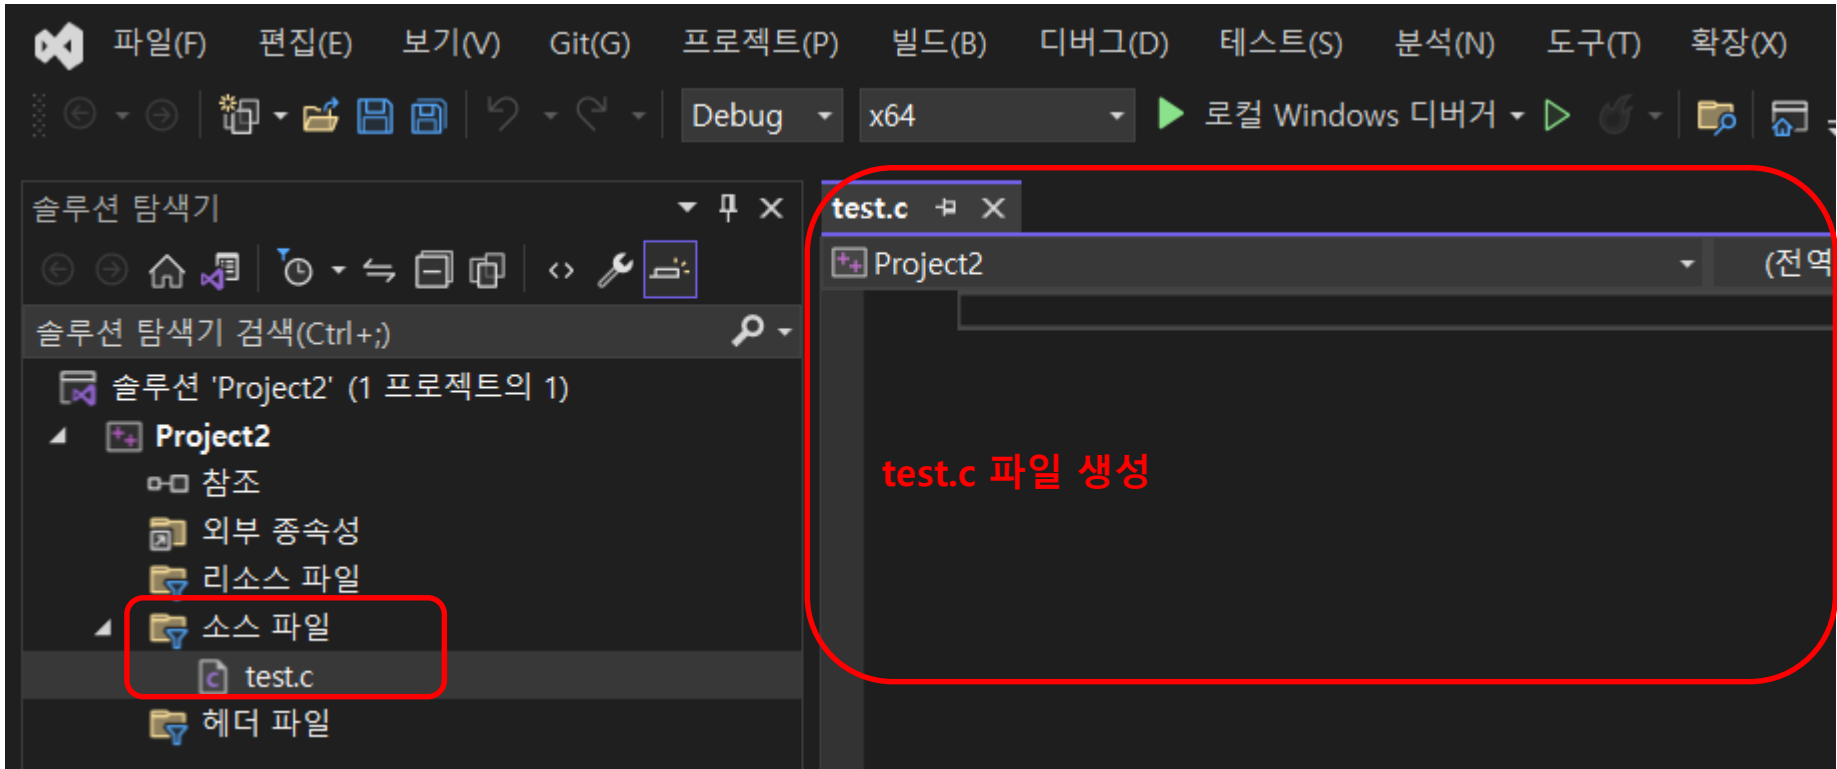 파일(F) 편집(E) 보기(V) Git(G) 프로젝트(P) 빌드(B) 디버그(D) 테스트(S) 분석(N) 도구(T) 확장(X)
Debug x64 로컬 Windows 디버거
솔루션 탐색기
솔루션 탐색기 검색(Ctrl+;)
솔루션 'Project2' (1 프로젝트의 1)
Project2
참조
외부 종속성
리소스 파일
소스 파일
test.c
헤더 파일
test.c
Project2 (전역
test.c 파일 생성